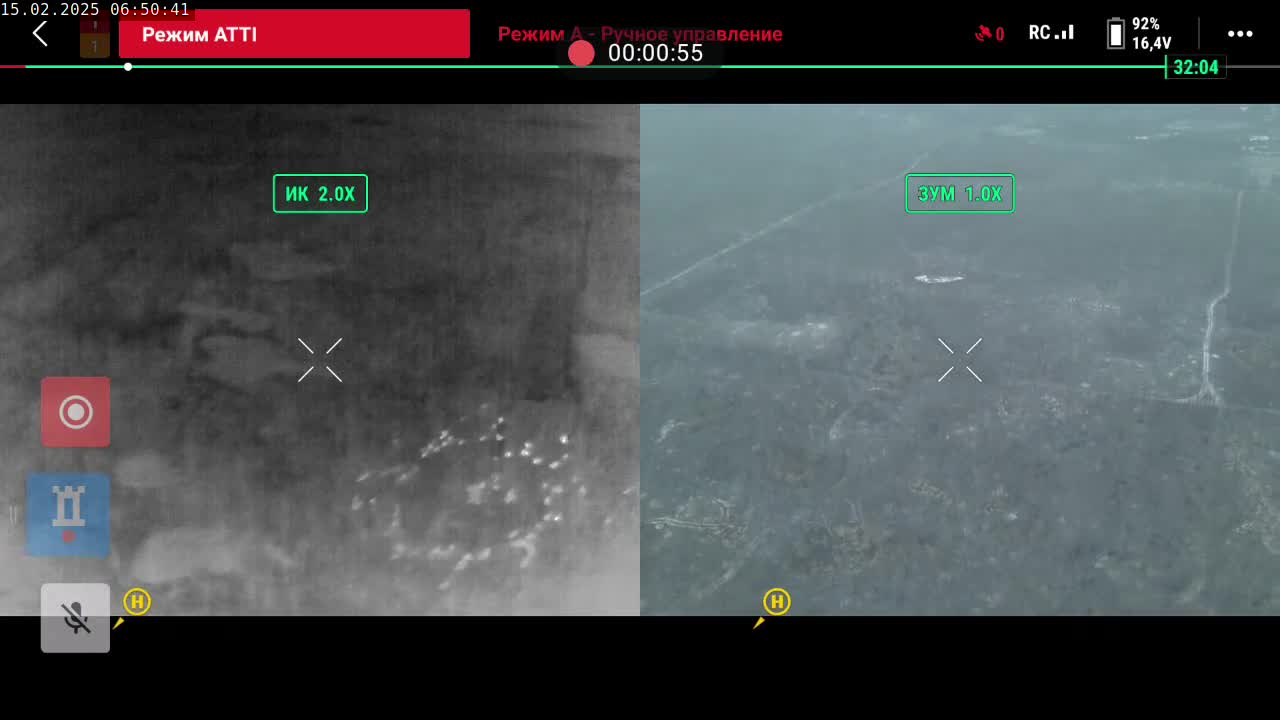 15.02.2025 06:50:41
1
Режим ATTI
Режим A - Ручное управление
00:00:55
0
RC
92%
16,4V
32:04
ИК 2.0X
ЗУМ 1.0X
H
H